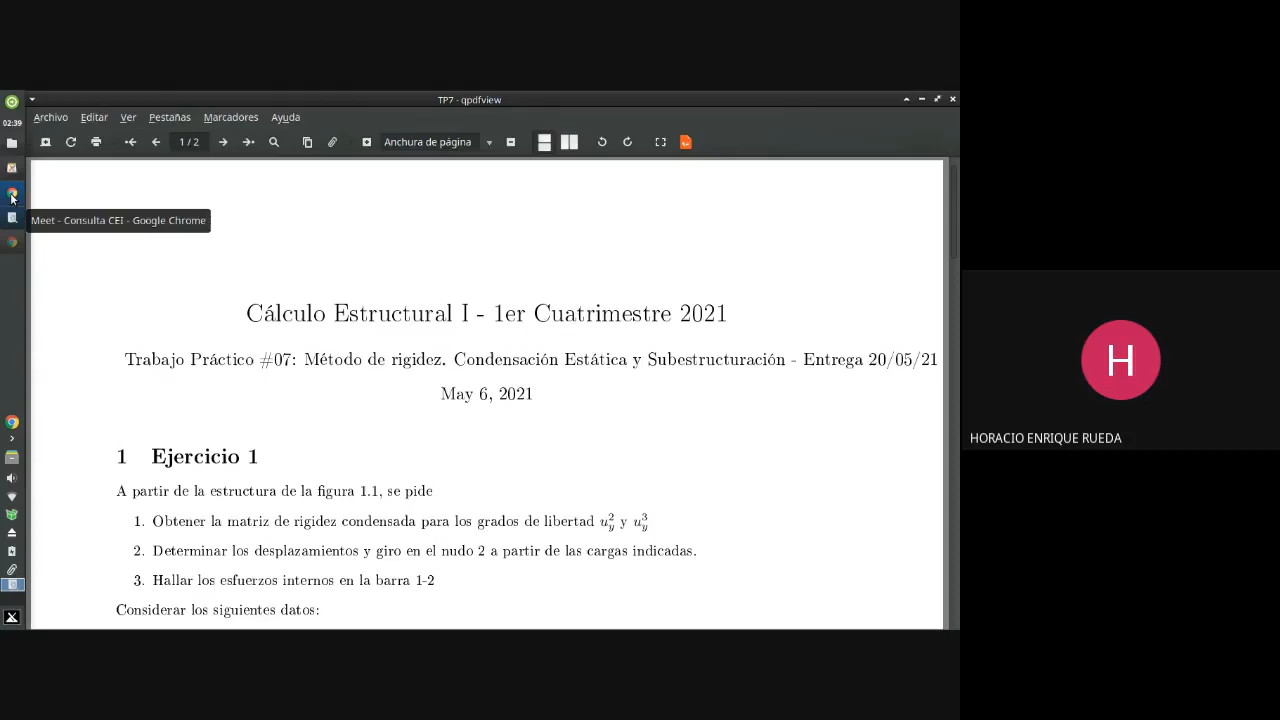 TP7 - qpdfview
02:39
Archivo Editar Ver Pestañas Marcadores Ayuda
1 / 2
Anchura de página
Meet - Consulta CEI - Google Chrome
Cálculo Estructural I - 1er Cuatrimestre 2021
Trabajo Práctico #07: Método de rigidez. Condensación Estática y Subestructuración - Entrega 20/05/21
May 6, 2021
1 Ejercicio 1
A partir de la estructura de la figura 1.1, se pide
1. Obtener la matriz de rigidez condensada para los grados de libertad $u_y^2$ y $u_y^3$
2. Determinar los desplazamientos y giro en el nudo 2 a partir de las cargas indicadas.
3. Hallar los esfuerzos internos en la barra 1-2
Considerar los siguientes datos:
H
HORACIO ENRIQUE RUEDA